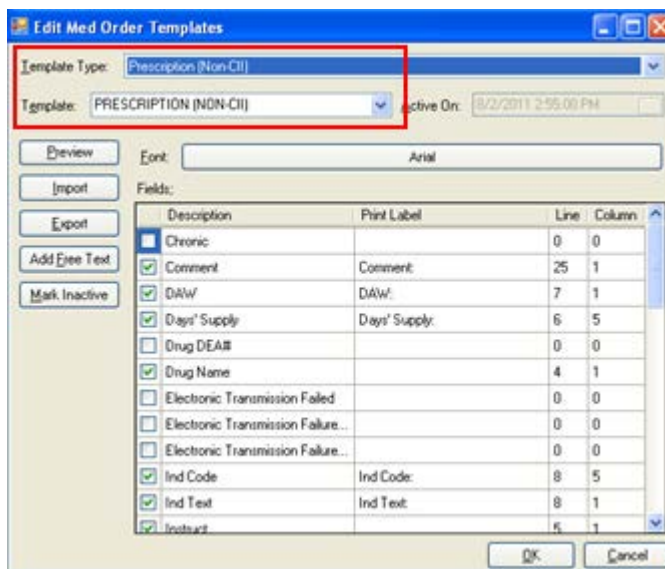 Edit Med Order Templates
Template Type: Prescription (Non-CII)
Template: PRESCRIPTION (NON-CII) Active On: 8/2/2011 2:55:00 PM
Preview Font: Arial
Import Fields:
Export
Add Free Text
Mark Inactive
Description Print Label Line Column
Chronic 0 0
Comment Comment: 25 1
DAW DAW: 7 1
Days' Supply Days' Supply: 6 5
Drug DEA# 0 0
Drug Name 4 1
Electronic Transmission Failed 0 0
Electronic Transmission Failure... 0 0
Electronic Transmission Failure... 0 0
Ind Code Ind Code: 8 5
Ind Text Ind Text: 8 1
Instruct 5 1
OK Cancel